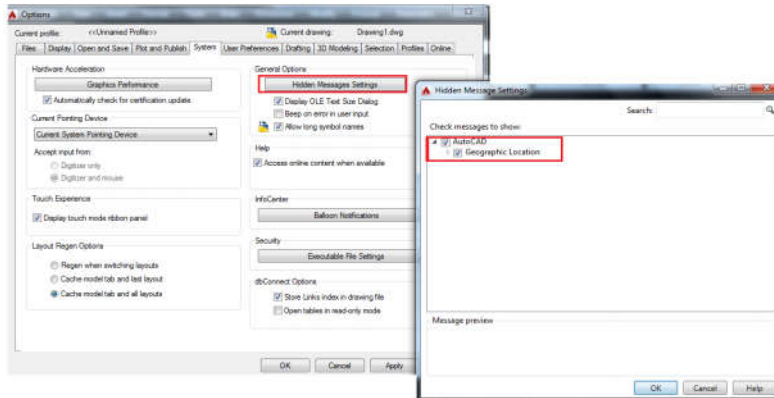 Options
Current profile: <<Unnamed Profile>> Current drawing: Drawing1.dwg
Files Display Open and Save Plot and Publish System User Preferences Drafting 3D Modeling Selection Profiles Online
Hardware Acceleration
Graphics Performance
Automatically check for certification update
Current Pointing Device
Current System Pointing Device
Accept input from:
Digitizer only
Digitizer and mouse
Touch Experience
Display touch mode ribbon panel
Layout Regen Options
Regen when switching layouts
Cache model tab and last layout
Cache model tab and all layouts
General Options
Hidden Messages Settings
Display OLE Text Size Dialog
Beep on error in user input
Allow long symbol names
Help
Access online content when available
InfoCenter
Balloon Notifications
Security
Executable File Settings
dbConnect Options
Store Links index in drawing file
Open tables in read-only mode
OK Cancel Apply
Hidden Message Settings
Search:
Check messages to show:
AutoCAD
Geographic Location
Message preview
OK Cancel Help